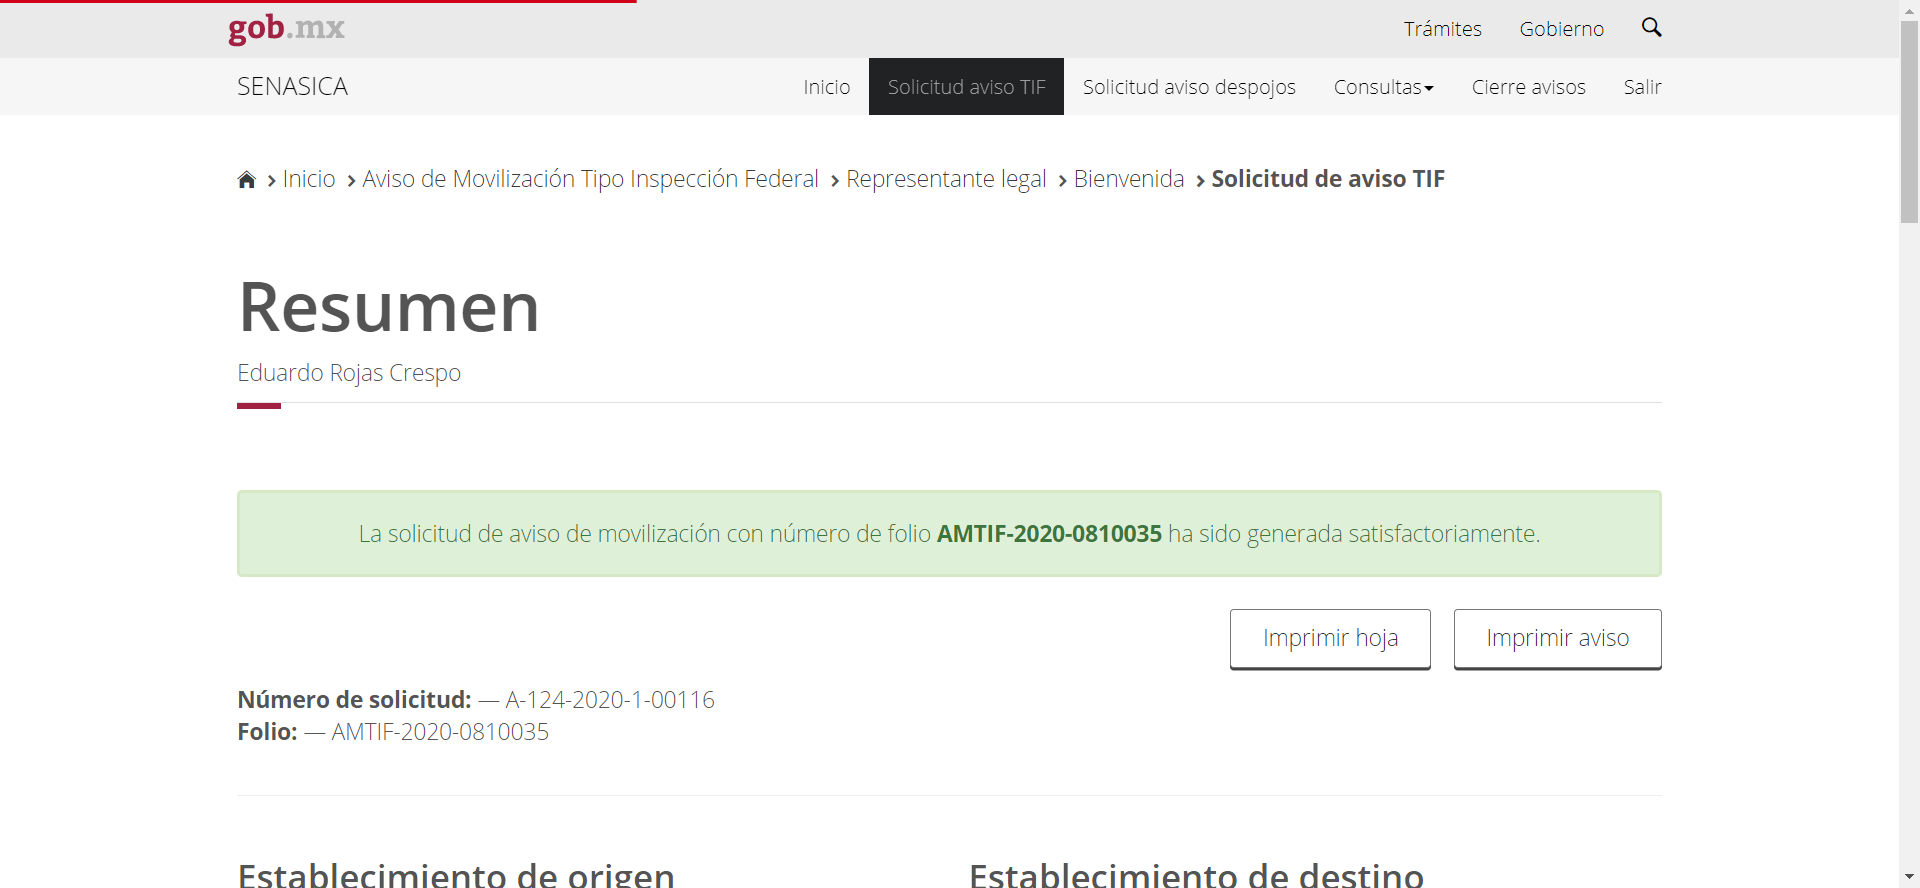 gob.mx
Trámites Gobierno
SENASICA
Inicio Solicitud aviso TIF Solicitud aviso despojos Consultas Cierre avisos Salir
Inicio Aviso de Movilización Tipo Inspección Federal Representante legal Bienvenida Solicitud de aviso TIF
Resumen
Eduardo Rojas Crespo
La solicitud de aviso de movilización con número de folio AMTIF-2020-0810035 ha sido generada satisfactoriamente.
Imprimir hoja Imprimir aviso
Número de solicitud: — A-124-2020-1-00116
Folio: — AMTIF-2020-0810035
Establecimiento de origen Establecimiento de destino